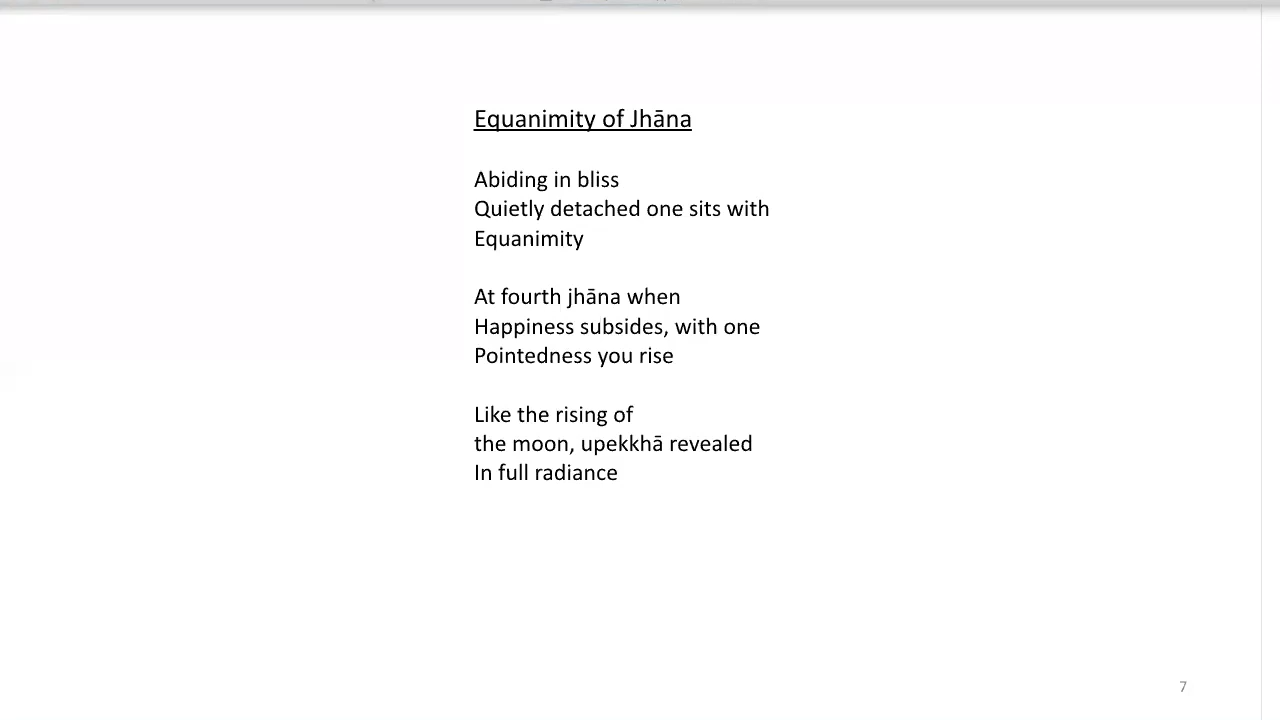 Equanimity of Jhāna
Abiding in bliss
Quietly detached one sits with
Equanimity
At fourth jhāna when
Happiness subsides, with one
Pointedness you rise
Like the rising of
the moon, upekkhā revealed
In full radiance
7